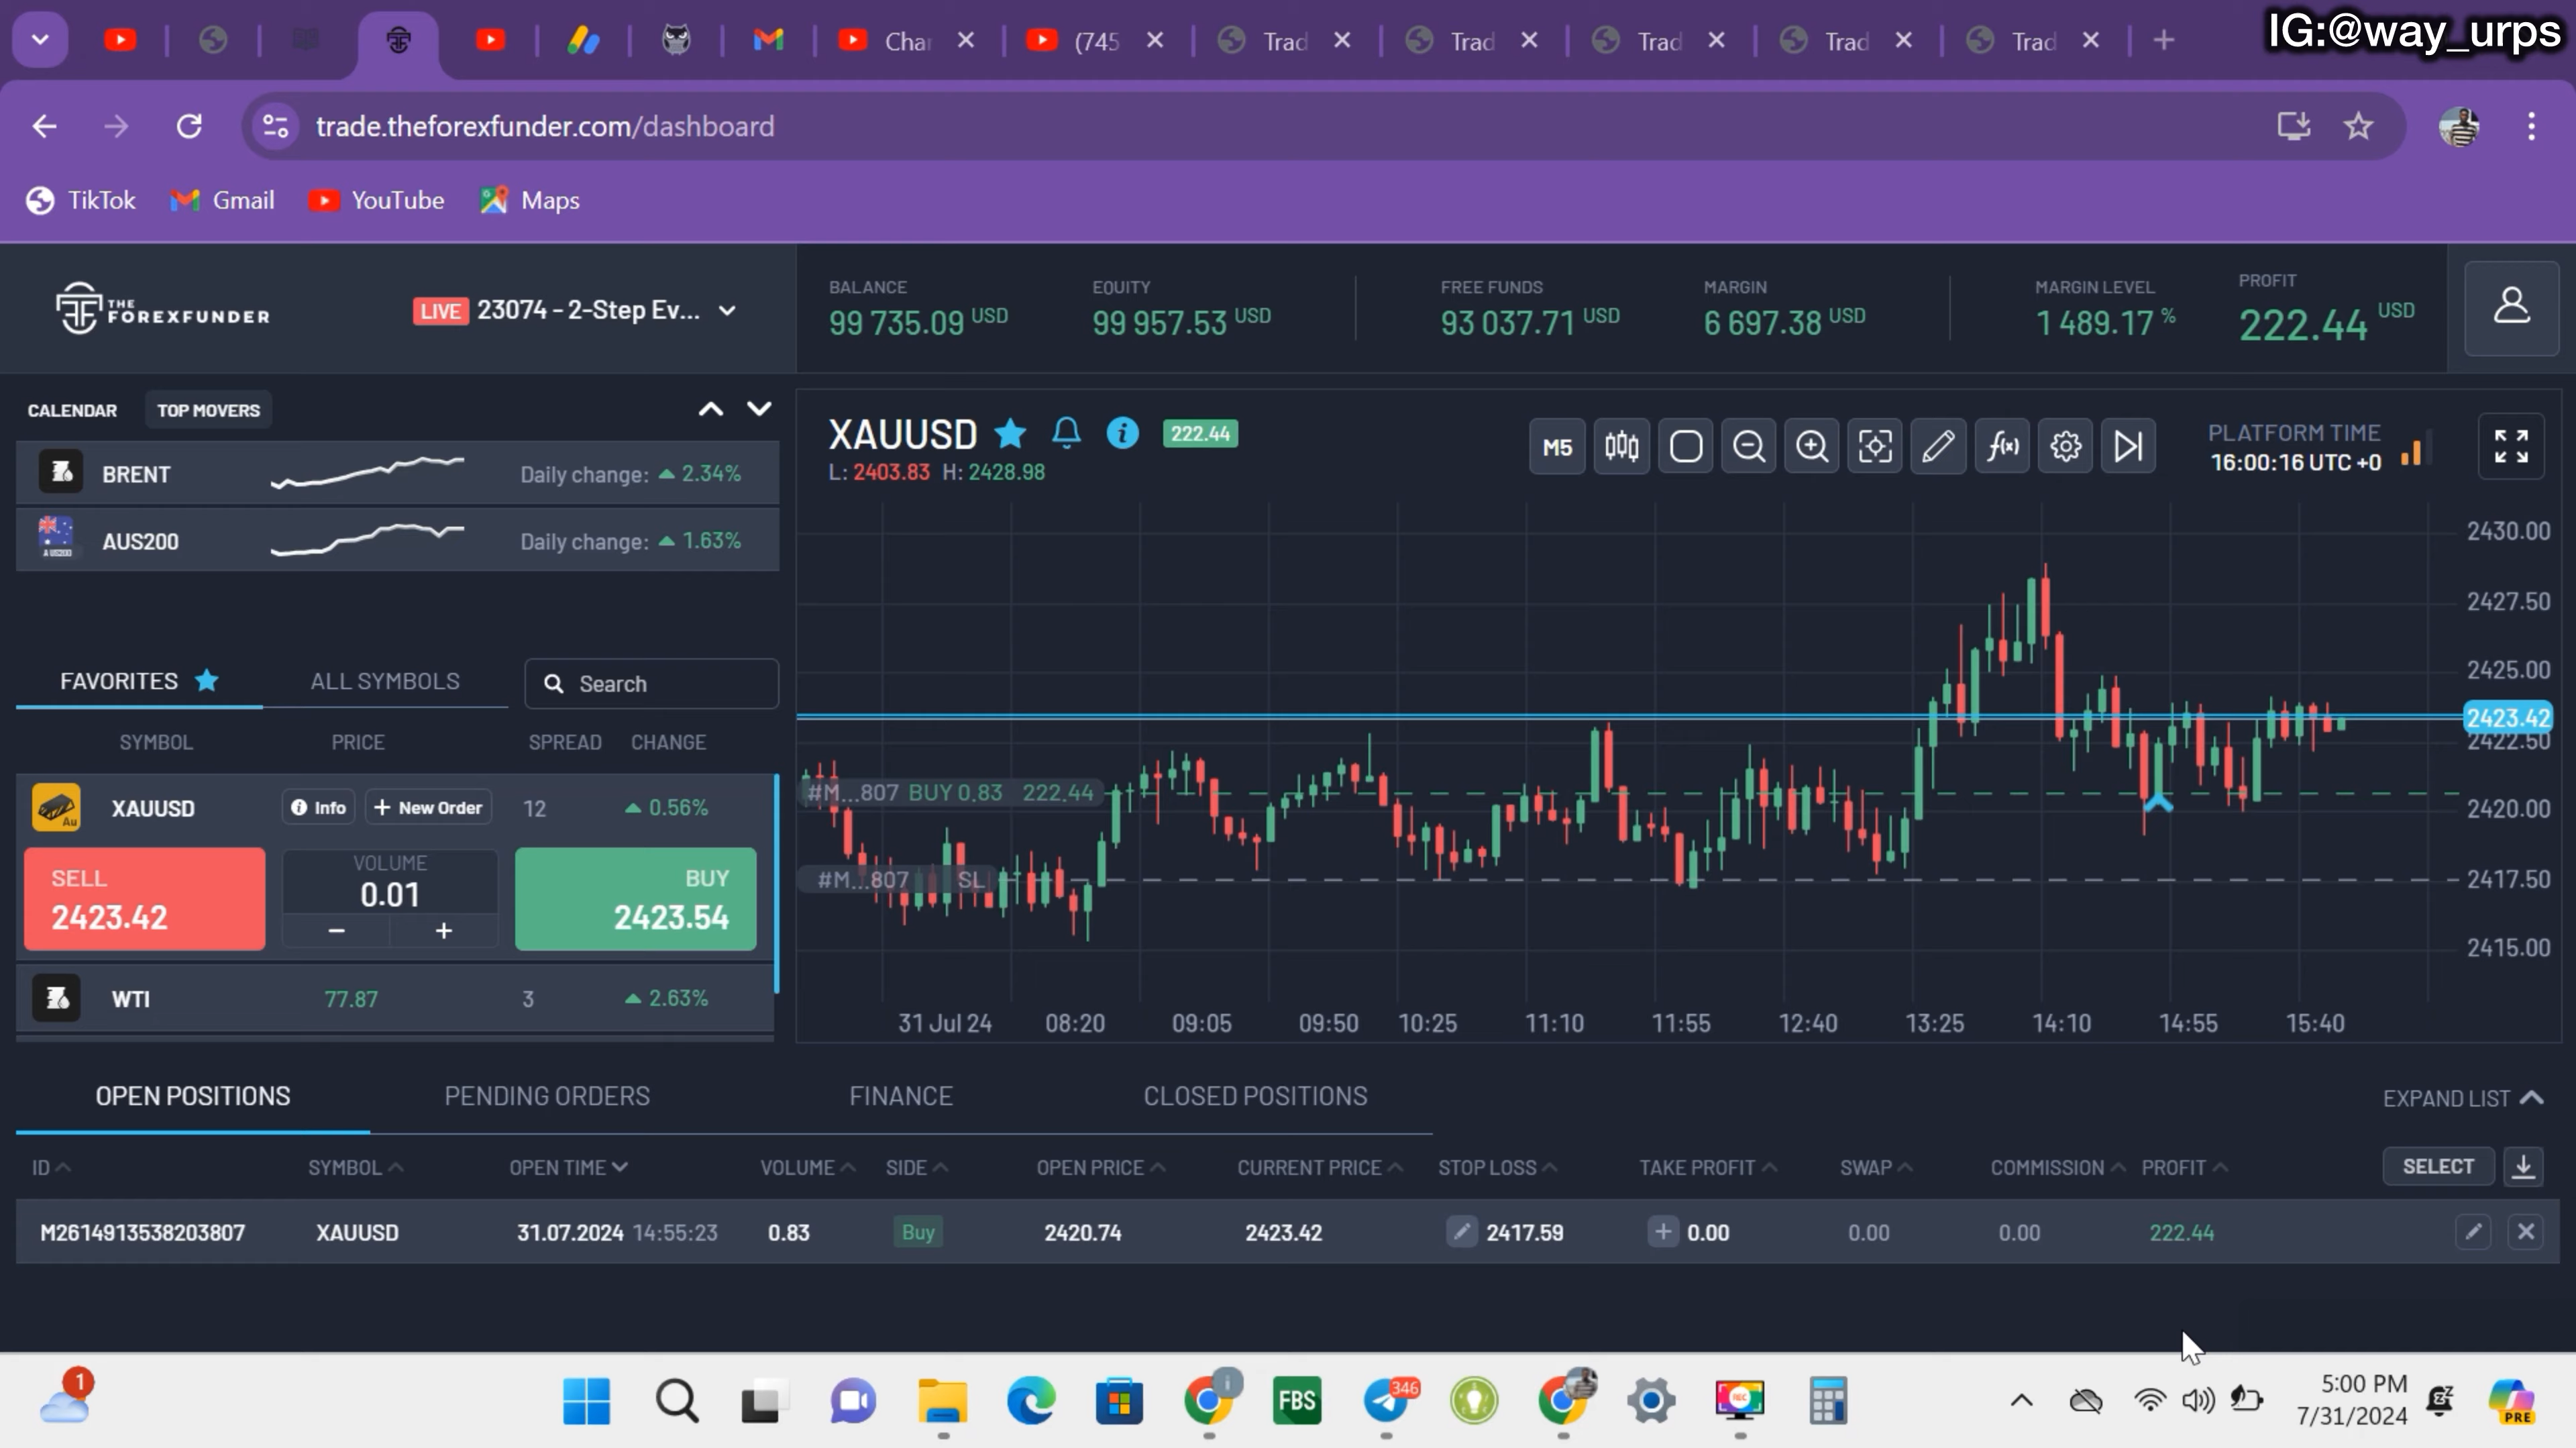 Chan
(745
Trad
Trad
Trad
Trad
Trad
IG:@way_urps
trade.theforexfunder.com/dashboard
TikTok
Gmail
YouTube
Maps
THE FOREXFUNDER
LIVE 23074 - 2-Step Ev...
BALANCE
99 735.09 USD
EQUITY
99 957.53 USD
FREE FUNDS
93 037.71 USD
MARGIN
6 697.38 USD
MARGIN LEVEL
1 489.17 %
PROFIT
222.44 USD
CALENDAR TOP MOVERS
BRENT Daily change: 2.34%
AUS200 Daily change: 1.63%
FAVORITES ALL SYMBOLS Search
SYMBOL PRICE SPREAD CHANGE
XAUUSD Info + New Order 12 0.56%
SELL
2423.42
VOLUME
0.01
− +
BUY
2423.54
WTI 77.87 3 2.63%
XAUUSD 222.44
L: 2403.83 H: 2428.98
M5
f(x)
PLATFORM TIME
16:00:16 UTC +0
2430.00
2427.50
2425.00
2423.42
2422.50
2420.00
2417.50
2415.00
#M...807 BUY 0.83 222.44
#M...807 SL
31 Jul 24 08:20 09:05 09:50 10:25 11:10 11:55 12:40 13:25 14:10 14:55 15:40
OPEN POSITIONS PENDING ORDERS FINANCE CLOSED POSITIONS EXPAND LIST
ID SYMBOL OPEN TIME VOLUME SIDE OPEN PRICE CURRENT PRICE STOP LOSS TAKE PROFIT SWAP COMMISSION PROFIT SELECT
M2614913538203807 XAUUSD 31.07.2024 14:55:23 0.83 Buy 2420.74 2423.42 2417.59 0.00 0.00 0.00 222.44
1
FBS
346
REC
5:00 PM
7/31/2024
PRE